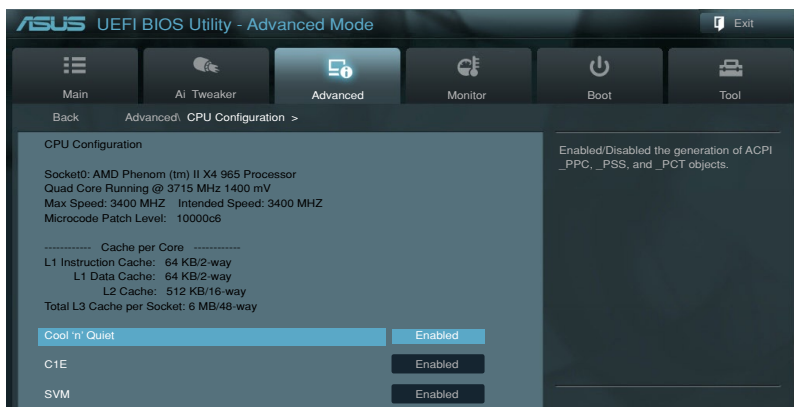 ASUS UEFI BIOS Utility - Advanced Mode
Exit
Main
Ai Tweaker
Advanced
Monitor
Boot
Tool
Back Advanced\ CPU Configuration >
CPU Configuration
Socket0: AMD Phenom (tm) II X4 965 Processor
Quad Core Running @ 3715 MHz 1400 mV
Max Speed: 3400 MHZ Intended Speed: 3400 MHZ
Microcode Patch Level: 10000c6
------------ Cache per Core ------------
L1 Instruction Cache: 64 KB/2-way
L1 Data Cache: 64 KB/2-way
L2 Cache: 512 KB/16-way
Total L3 Cache per Socket: 6 MB/48-way
Cool 'n' Quiet Enabled
C1E Enabled
SVM Enabled
Enabled/Disabled the generation of ACPI
_PPC, _PSS, and _PCT objects.